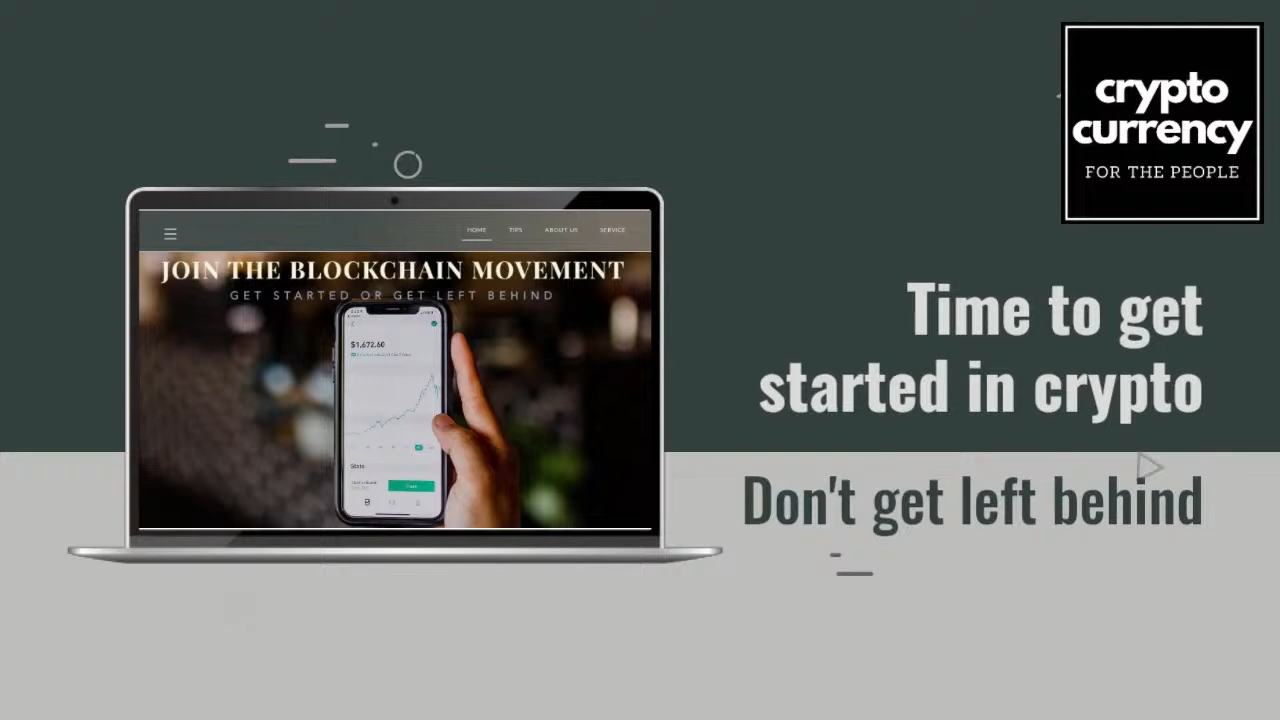 crypto
currency
FOR THE PEOPLE
HOME TIPS ABOUT US SERVICE
JOIN THE BLOCKCHAIN MOVEMENT
GET STARTED OR GET LEFT BEHIND
$1,672.60
Stats
Time to get
started in crypto
Don't get left behind